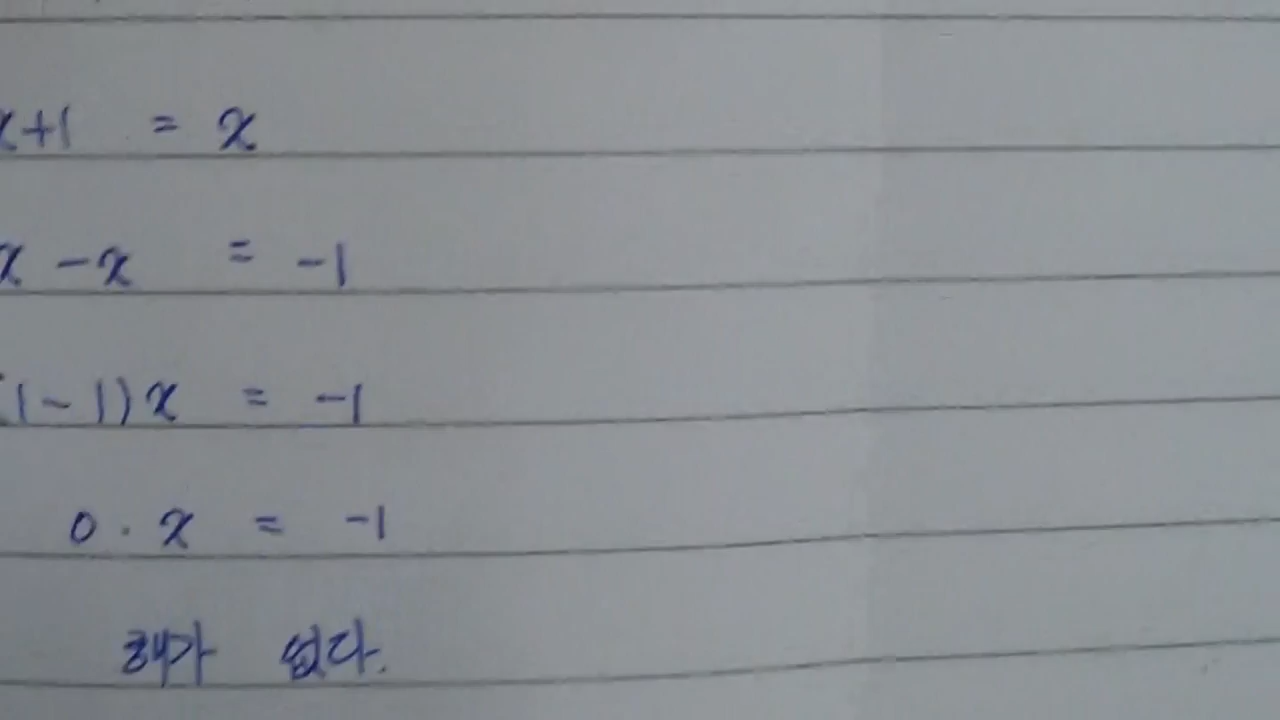 x+1 = x
x - x = -1
(1-1)x = -1
0 · x = -1
해가 없다.